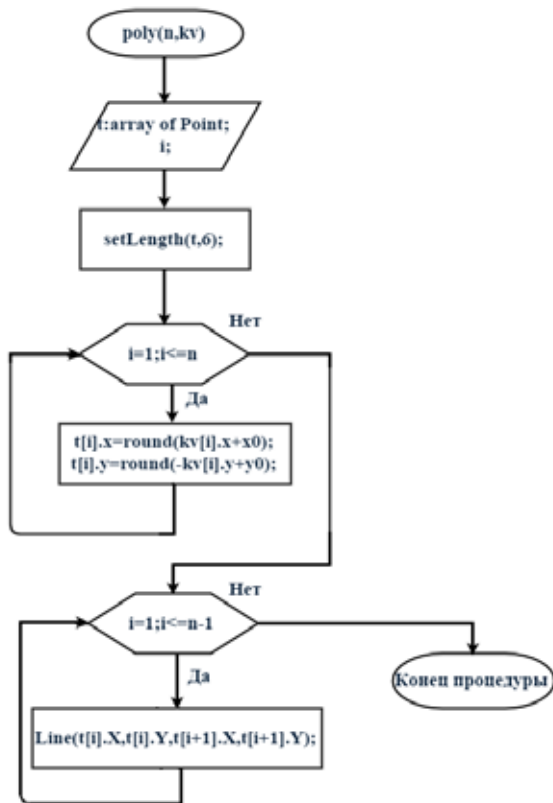 poly(n,kv)
t:array of Point;
i;
setLength(t,6);
Нет
i=1;i<=n
Да
t[i].x=round(kv[i].x+x0);
t[i].y=round(-kv[i].y+y0);
Нет
i=1;i<=n-1
Да
Конец процедуры
Line(t[i].X,t[i].Y,t[i+1].X,t[i+1].Y);